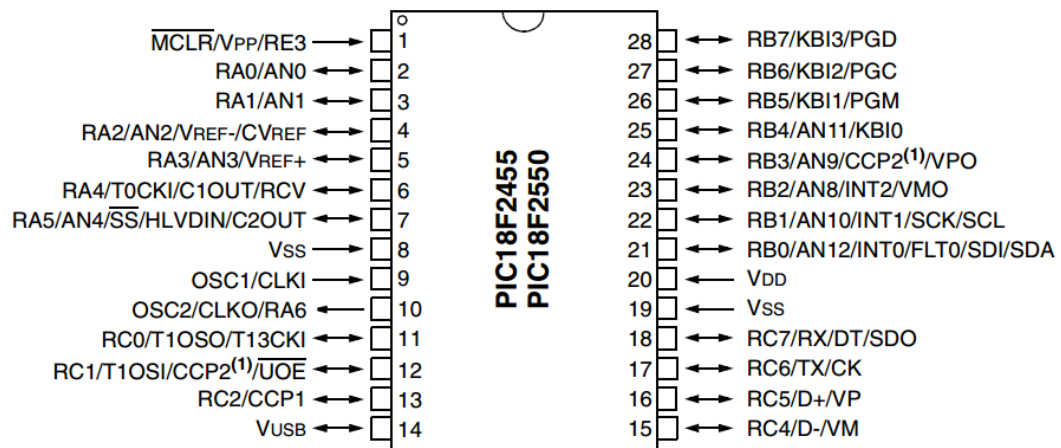 MCLR/VPP/RE3 1
RA0/AN0 2
RA1/AN1 3
RA2/AN2/VREF-/CVREF 4
RA3/AN3/VREF+ 5
RA4/T0CKI/C1OUT/RCV 6
RA5/AN4/SS/HLVDIN/C2OUT 7
VSS 8
OSC1/CLKI 9
OSC2/CLKO/RA6 10
RC0/T1OSO/T13CKI 11
RC1/T1OSI/CCP2(1)/UOE 12
RC2/CCP1 13
VUSB 14
PIC18F2455
PIC18F2550
28 RB7/KBI3/PGD
27 RB6/KBI2/PGC
26 RB5/KBI1/PGM
25 RB4/AN11/KBI0
24 RB3/AN9/CCP2(1)/VPO
23 RB2/AN8/INT2/VMO
22 RB1/AN10/INT1/SCK/SCL
21 RB0/AN12/INT0/FLT0/SDI/SDA
20 VDD
19 VSS
18 RC7/RX/DT/SDO
17 RC6/TX/CK
16 RC5/D+/VP
15 RC4/D-/VM